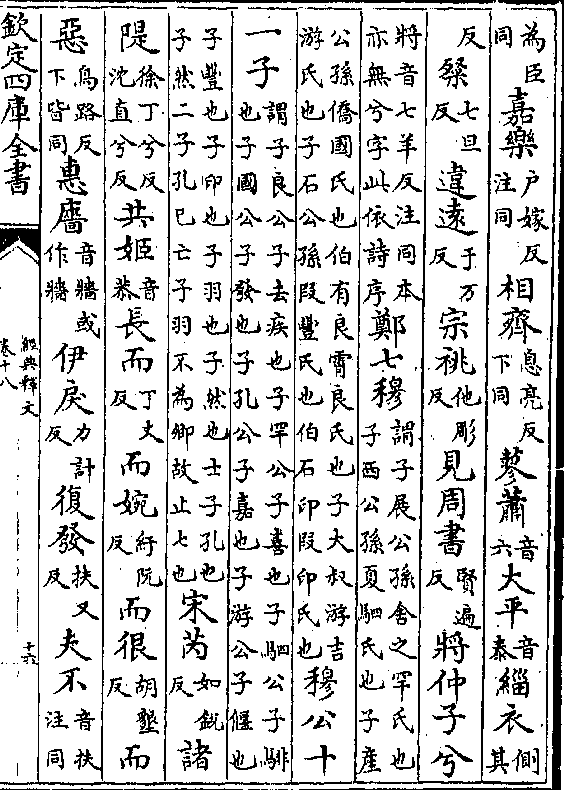 為臣同嘉樂戶嫁反注同相齊息亮反下同蓼蕭音六大平音泰緇衣側其
反粲七旦反違遠于万反宗祧他彫反見周書賢遍反將仲子兮
將音七羊反注同本亦無兮字此依詩序鄭七穆謂子展公孫舍之罕氏也子西公孫夏駟氏也子產
公孫僑國氏也伯有良霄良氏也子大叔游吉游氏也子石公孫段豐氏也伯石印段印氏也穆公十
一子謂子良公子去疾也子罕公子喜也子駟公子騑也子國公子發也子孔公子嘉也子游公子偃也
子豐也子印也子羽也子然也士子孔也子然二子孔已亡子羽不為卿故止七也宋芮如銳反諸
隄徐丁兮反沈直兮反共姬音恭長而丁丈反而婉紆阮反而很胡墾反而
惡烏路反下皆同惠廧音牆或作牆伊戾力計反復發扶又反夫不音扶注同
欽定四庫全書
經典釋文
卷十八
十六